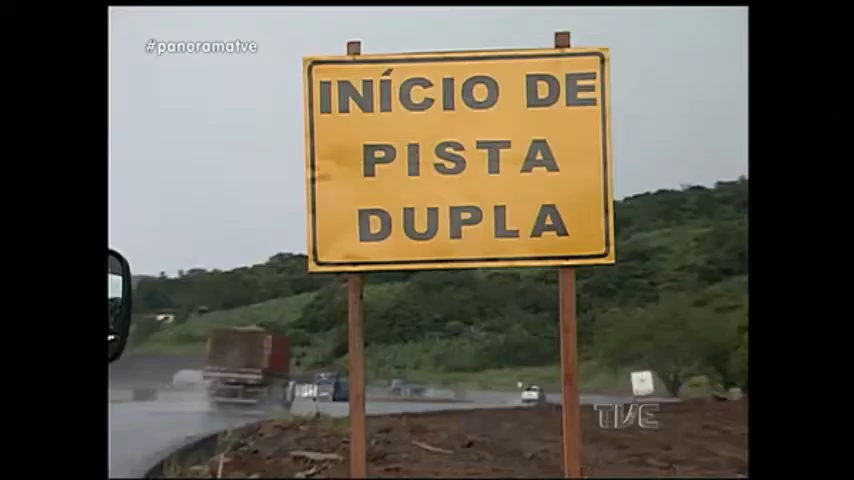 #panoramatve
INÍCIO DE
PISTA
DUPLA
TVE